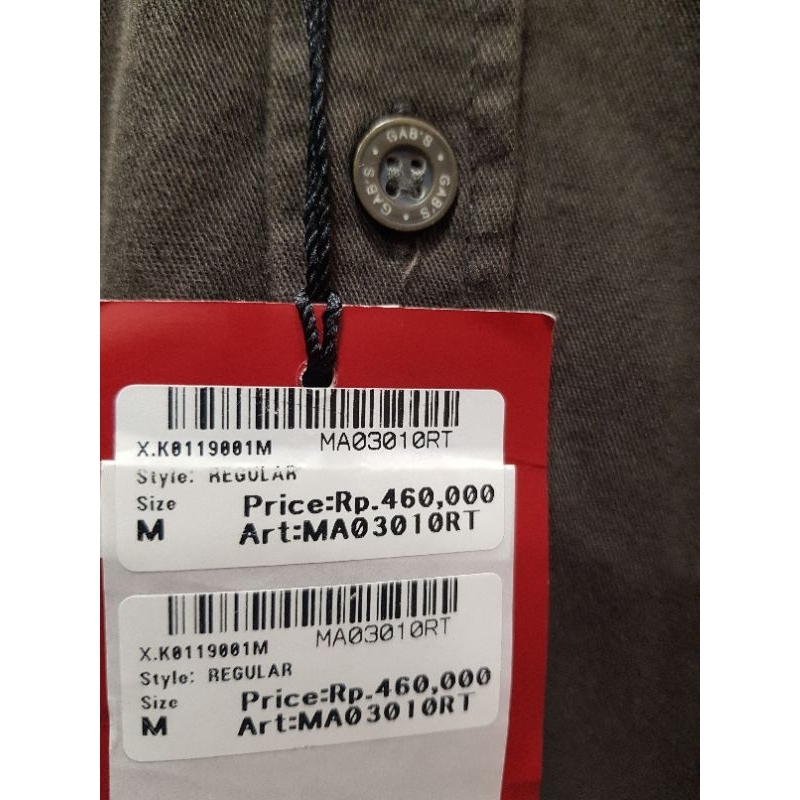 GAB'S
GAB'S
GAB'S
MA03010RT
X.K0119001M
Style: REGULAR
Size
Price:Rp.460,000
M
Art:MA03010RT
MA03010RT
X.K0119001M
Style: REGULAR
Size
Price:Rp.460,000
M
Art:MA03010RT